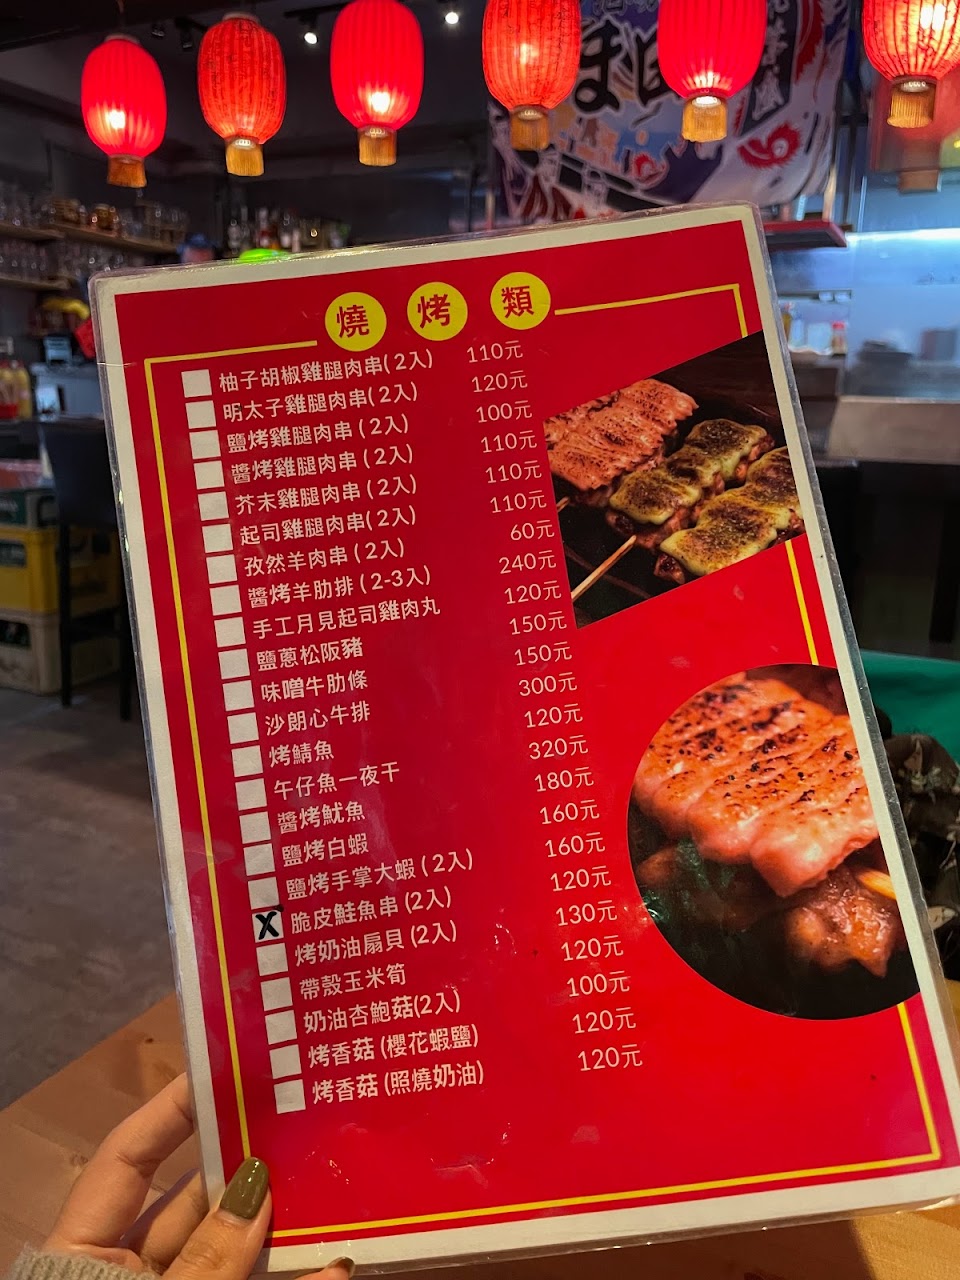 燒烤類
柚子胡椒雞腿肉串(2入) 110元
明太子雞腿肉串(2入) 120元
鹽烤雞腿肉串(2入) 100元
醬烤雞腿肉串(2入) 110元
芥末雞腿肉串(2入) 110元
起司雞腿肉串(2入) 110元
孜然羊肉串(2入) 60元
醬烤羊肋排(2-3入) 240元
手工月見起司雞肉丸 120元
鹽蔥松阪豬 150元
味噌牛肋條 150元
沙朗心牛排 300元
烤鯖魚 120元
午仔魚一夜干 320元
醬烤魷魚 180元
鹽烤白蝦 160元
鹽烤手掌大蝦(2入) 160元
X 脆皮鮭魚串(2入) 120元
烤奶油扇貝(2入) 130元
帶殼玉米筍 120元
奶油杏鮑菇(2入) 100元
烤香菇(櫻花蝦鹽) 120元
烤香菇(照燒奶油) 120元